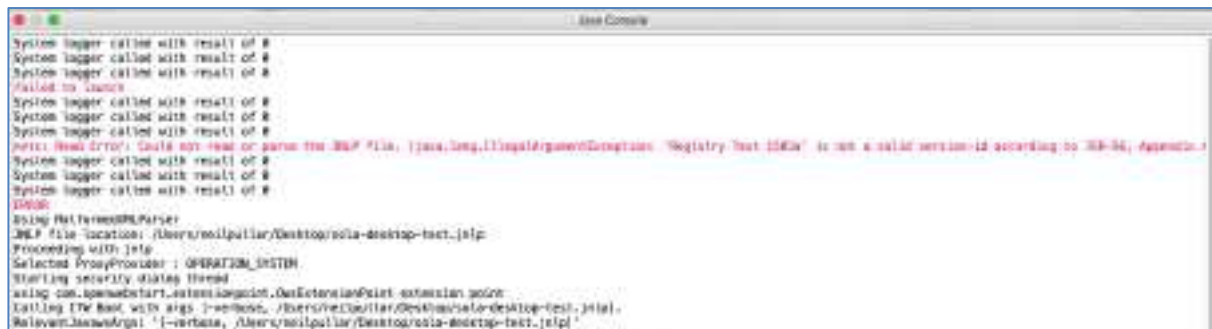 Java Console
System logger called with result of 0
System logger called with result of 0
System logger called with result of 0
Failed to launch
System logger called with result of 0
System logger called with result of 0
System logger called with result of 0
netx: Read Error: Could not read or parse the JNLP file. (java.lang.IllegalArgumentException: 'Registry Test' is not a valid version-id according to JSR-56, Appendix
System logger called with result of 0
System logger called with result of 0
System logger called with result of 0
ERROR
Using MalformedXMLParser
JNLP file location: /Users/neilpullar/Desktop/sola-desktop-test.jnlp
Proceeding with jnlp
Selected ProxyProvider : OPERATION_SYSTEM
Starting security dialog thread
using com.openwebstart.extensionpoint.OwsExtensionPoint extension point
Calling ITW Boot with args [-verbose, /Users/neilpullar/Desktop/sola-desktop-test.jnlp].
RelevantJavawsArgs: '[-verbose, /Users/neilpullar/Desktop/sola-desktop-test.jnlp]'